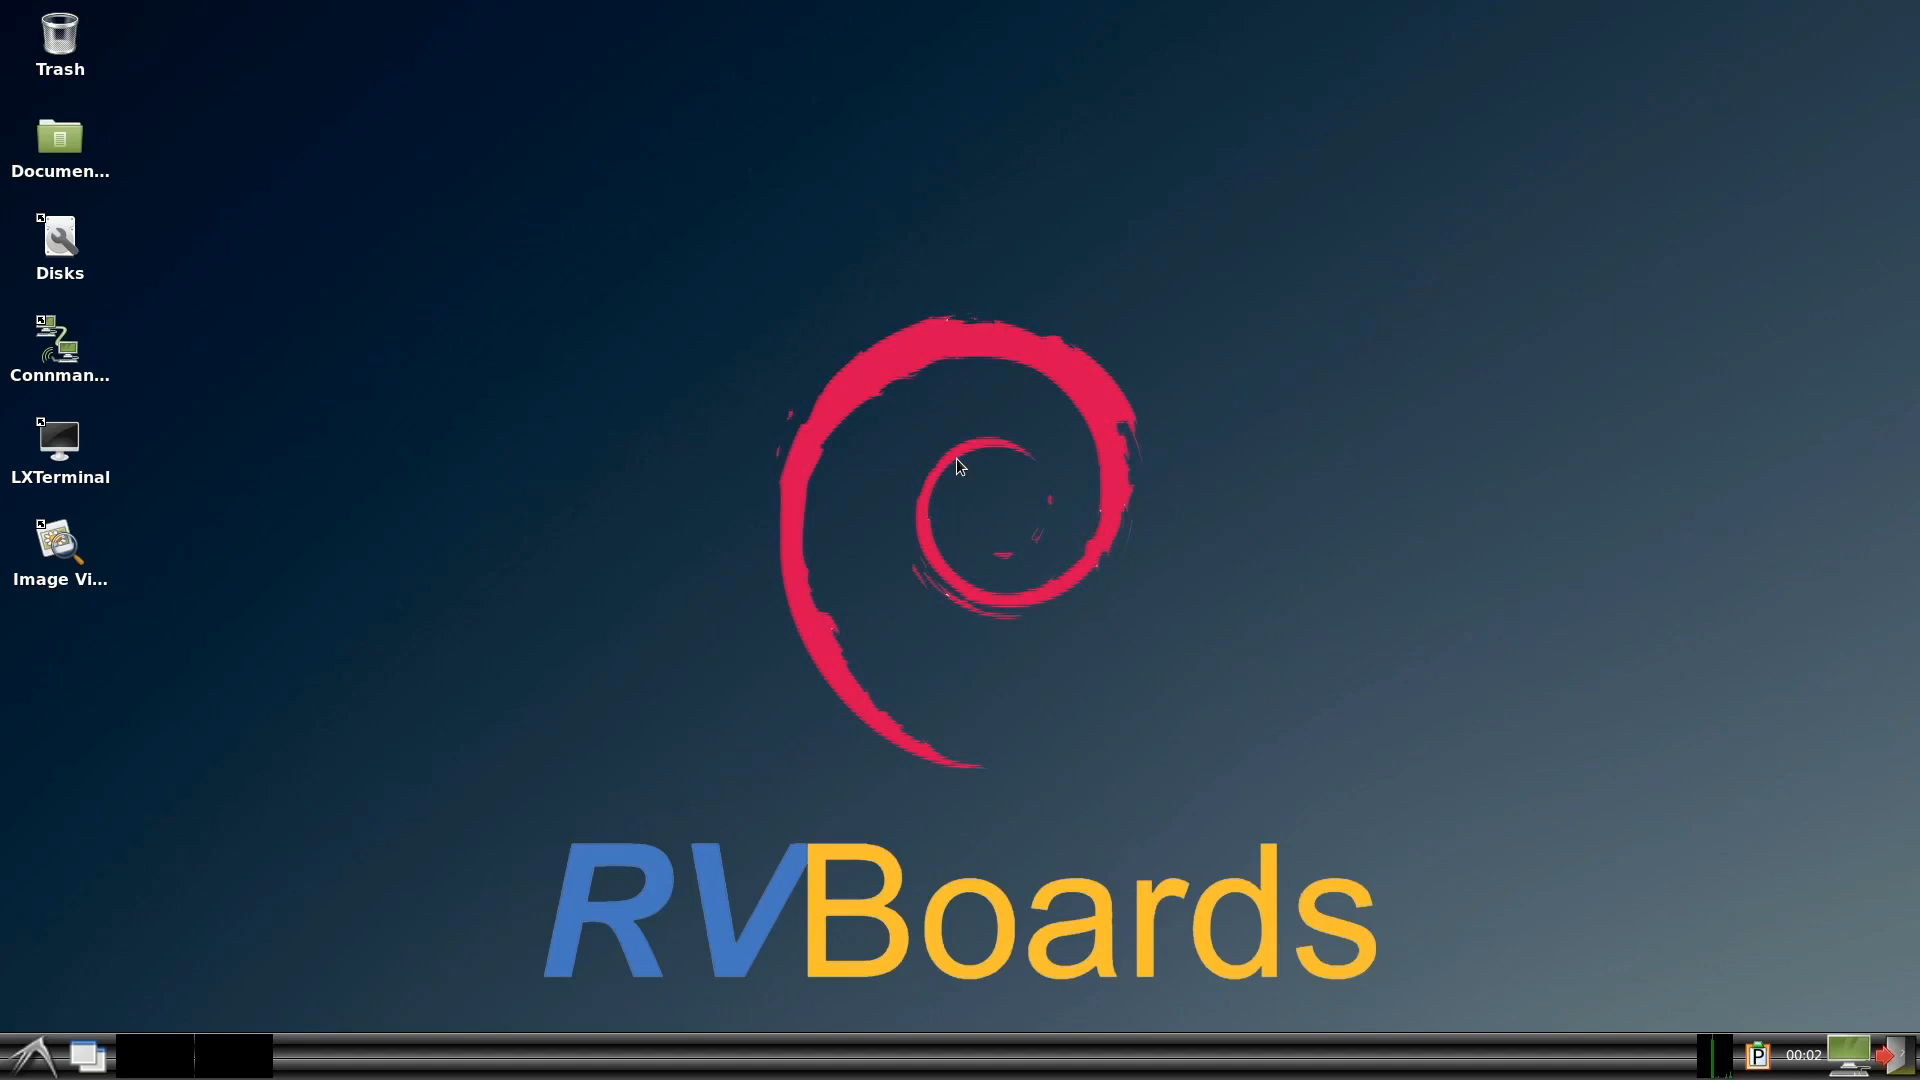 Trash
Documen...
Disks
Connman...
LXTerminal
Image Vi...
RVBoards
P
00:02